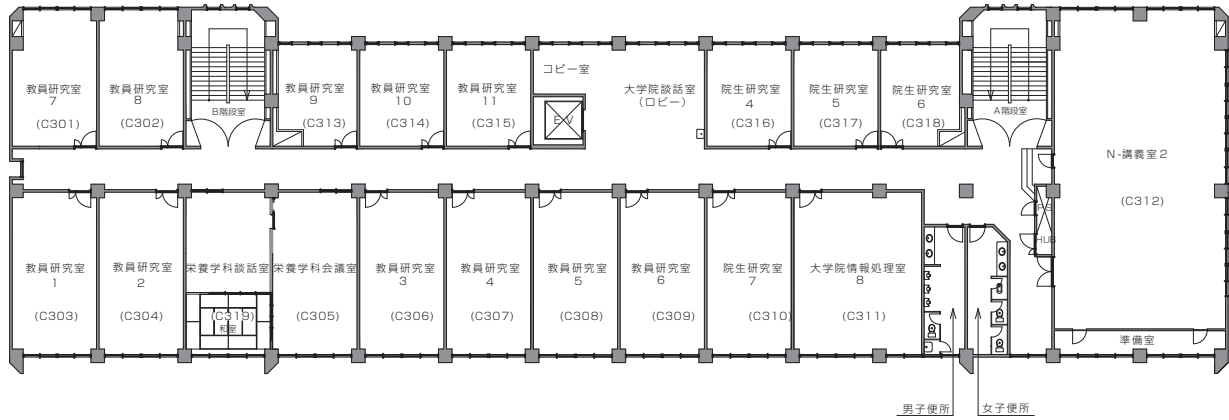 教員研究室
7
(C301)
教員研究室
8
(C302)
B階段室
教員研究室
9
(C313)
教員研究室
10
(C314)
教員研究室
11
(C315)
コピー室
EV
大学院談話室
(ロビー)
院生研究室
4
(C316)
院生研究室
5
(C317)
院生研究室
6
(C318)
A階段室
N-講義室2
(C312)
PS
HUB
準備室
教員研究室
1
(C303)
教員研究室
2
(C304)
栄養学科談話室
(C319)
和室
栄養学科会議室
(C305)
教員研究室
3
(C306)
教員研究室
4
(C307)
教員研究室
5
(C308)
教員研究室
6
(C309)
院生研究室
7
(C310)
大学院情報処理室
8
(C311)
男子便所
女子便所